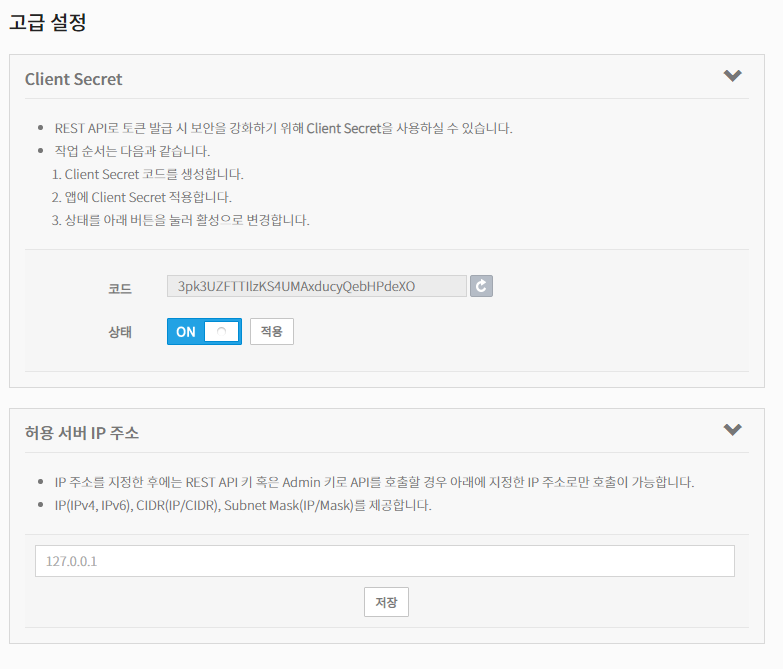 고급 설정
Client Secret
REST API로 토큰 발급 시 보안을 강화하기 위해 Client Secret을 사용하실 수 있습니다.
작업 순서는 다음과 같습니다.
1. Client Secret 코드를 생성합니다.
2. 앱에 Client Secret 적용합니다.
3. 상태를 아래 버튼을 눌러 활성으로 변경합니다.
코드 3pk3UZFTTIlzKS4UMAxducyQebHPdeXO
상태 ON 적용
허용 서버 IP 주소
IP 주소를 지정한 후에는 REST API 키 혹은 Admin 키로 API를 호출할 경우 아래에 지정한 IP 주소로만 호출이 가능합니다.
IP(IPv4, IPv6), CIDR(IP/CIDR), Subnet Mask(IP/Mask)를 제공합니다.
127.0.0.1
저장